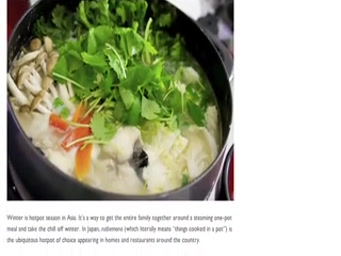 Winter is hotpot season in Asia. It's a way to get the entire family together around a steaming one-pot
meal and take the chill off winter. In Japan, nabemono (which literally means "things cooked in a pot") is
the ubiquitous hotpot of choice appearing in homes and restaurants around the country.